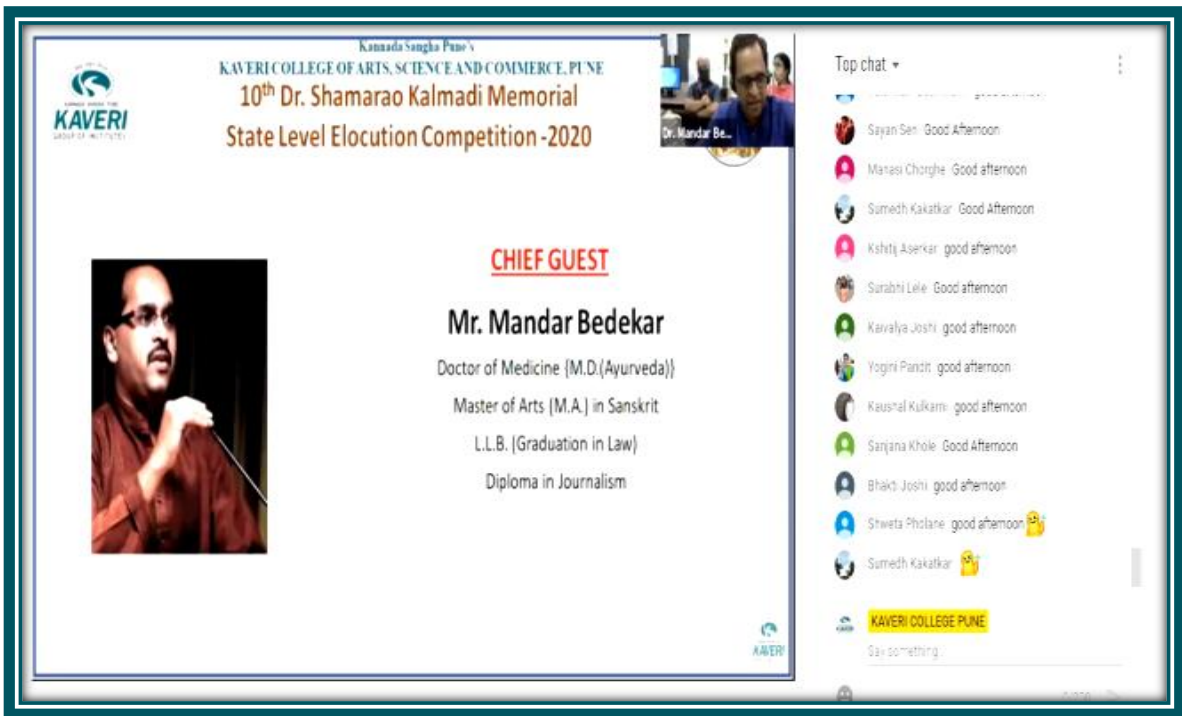 Kannada Sangha Pune's
KAVERI COLLEGE OF ARTS, SCIENCE AND COMMERCE, PUNE
10th Dr. Shamarao Kalmadi Memorial
State Level Elocution Competition -2020
KAVERI
GROUP OF INSTITUTES
Dr. Mandar Be...
CHIEF GUEST
Mr. Mandar Bedekar
Doctor of Medicine {M.D.(Ayurveda)}
Master of Arts (M.A.) in Sanskrit
L.L.B. (Graduation in Law)
Diploma in Journalism
KAVERI
Top chat
Sayan Sen Good Afternoon
Manasi Chorghe Good afternoon
Sumedh Kakatkar Good Afternoon
Kshitij Aserkar good afternoon
Surabhi Lele Good afternoon
Kaivalya Joshi good afternoon
Yogini Pandit good afternoon
Kaushal Kulkarni good afternoon
Sanjana Khole Good Afternoon
Bhakti Joshi good afternoon
Shweta Pholane good afternoon
Sumedh Kakatkar
KAVERI COLLEGE PUNE
Say something...